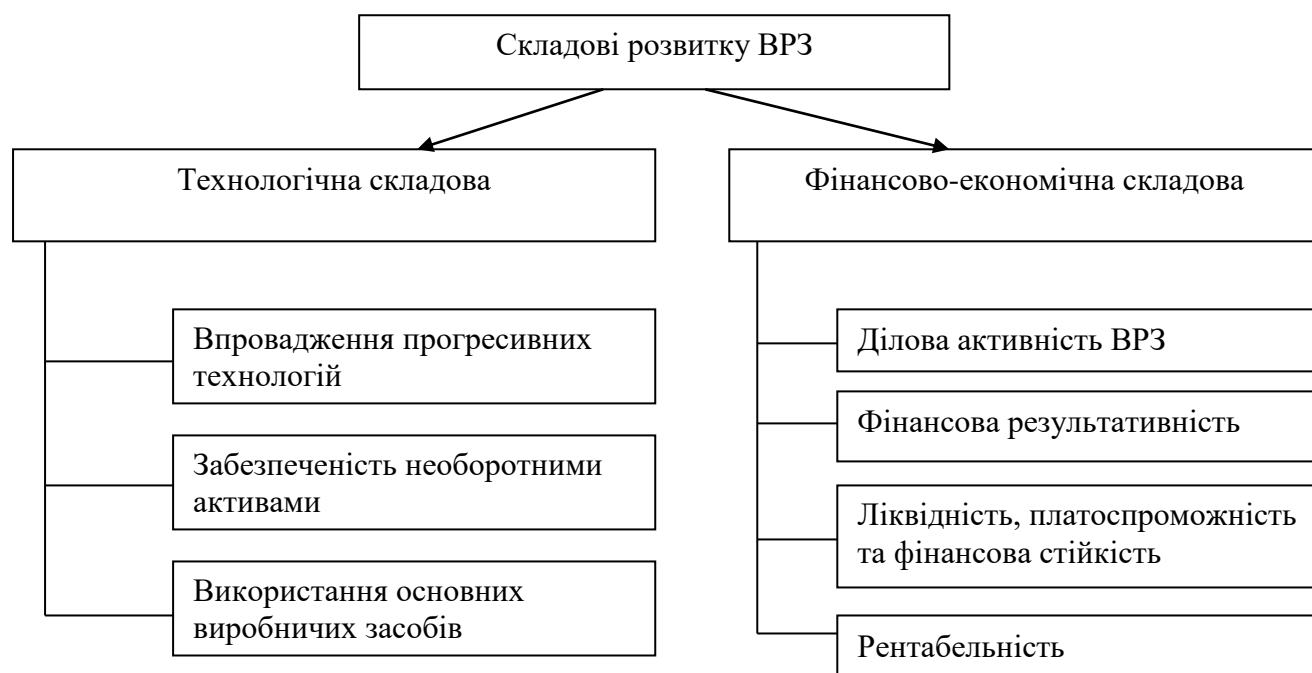 Складові розвитку ВРЗ
Технологічна складова
Впровадження прогресивних
технологій
Забезпеченість необоротними
активами
Використання основних
виробничих засобів
Фінансово-економічна складова
Ділова активність ВРЗ
Фінансова результативність
Ліквідність, платоспроможність
та фінансова стійкість
Рентабельність